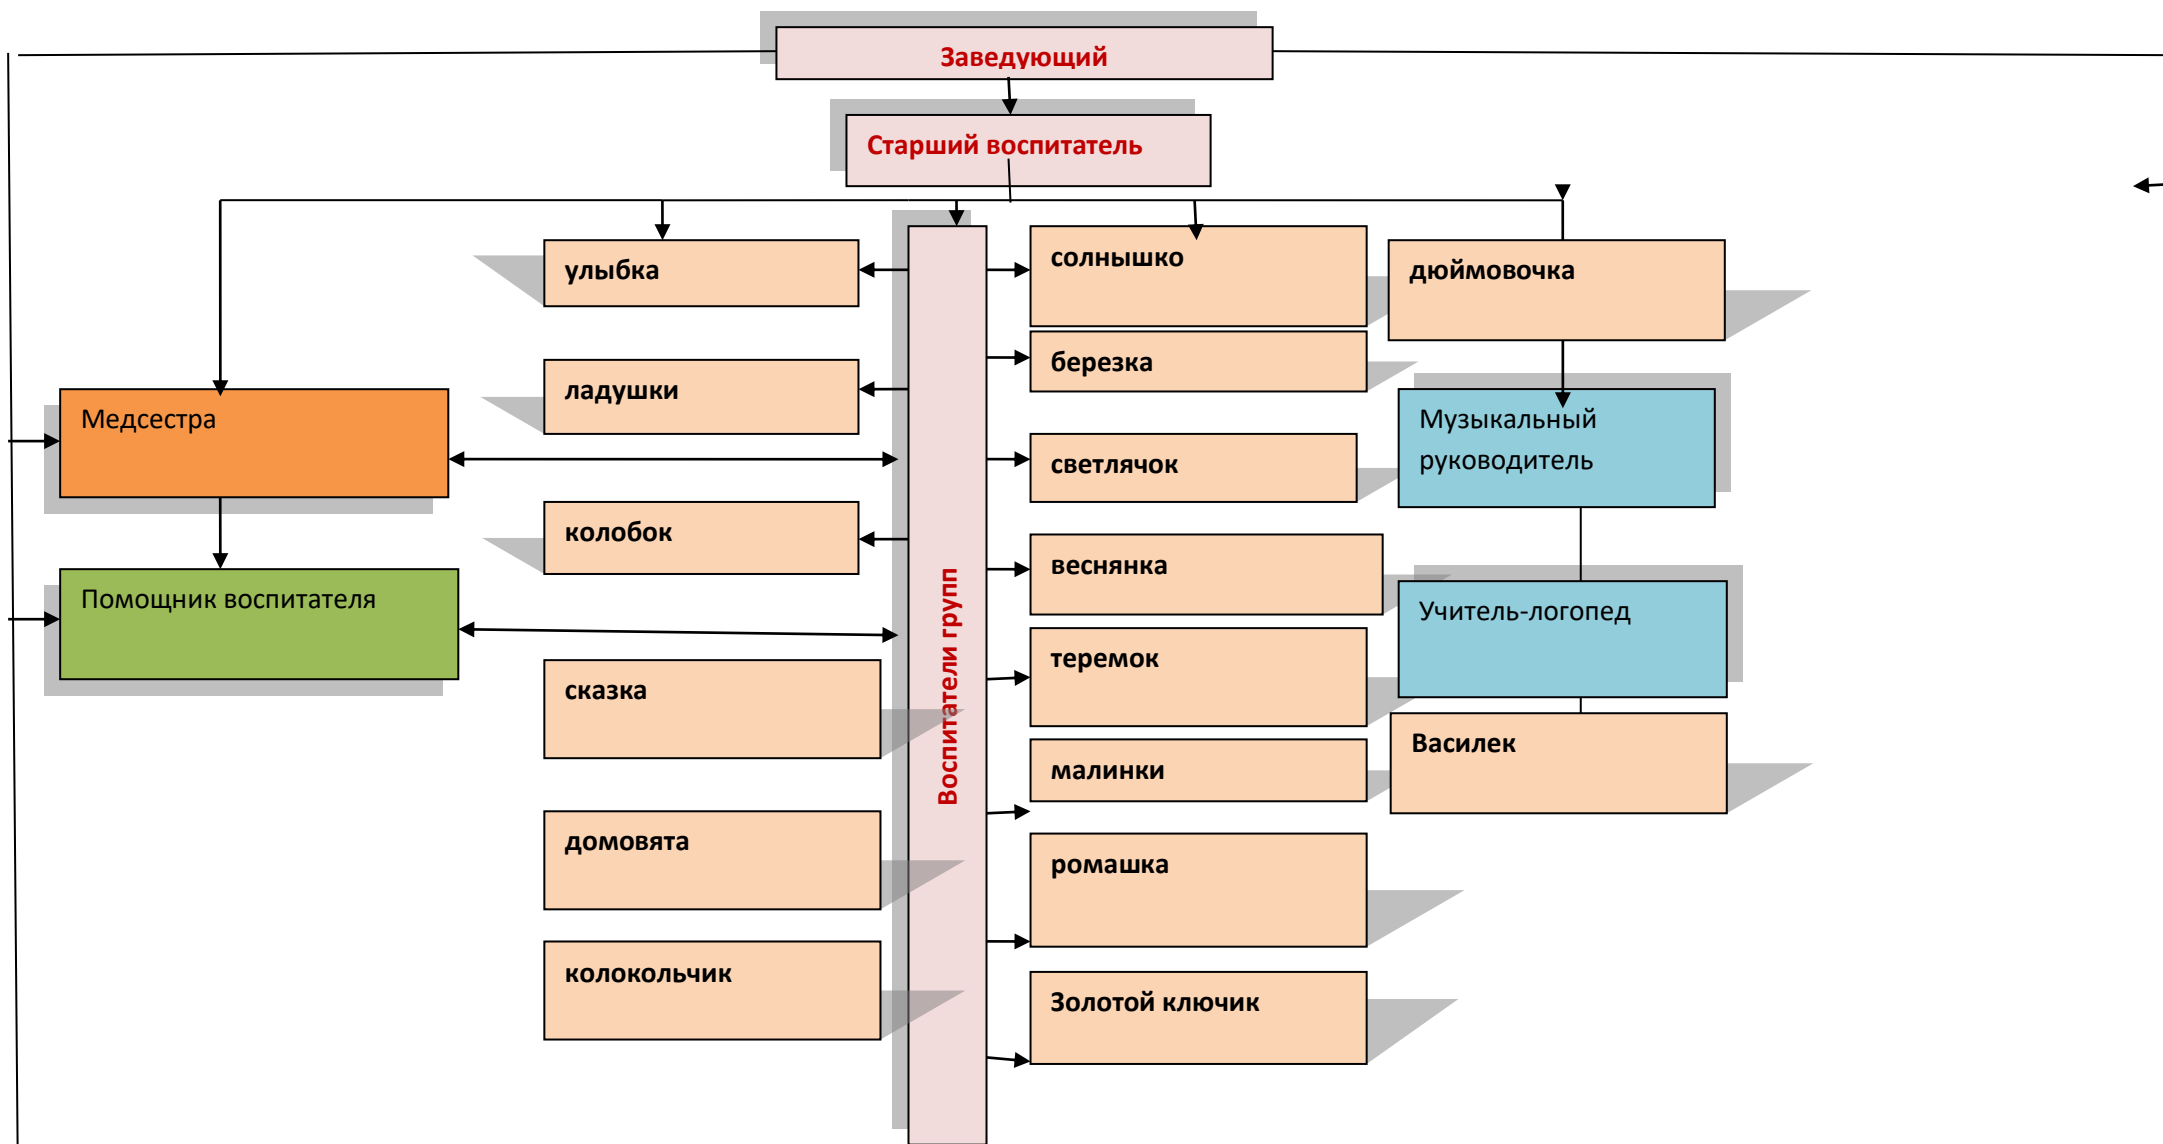 Заведующий
Старший воспитатель
улыбка
солнышко
дюймовочка
березка
ладушки
Медсестра
Музыкальный
руководитель
светлячок
колобок
веснянка
Помощник воспитателя
Учитель-логопед
Воспитатели групп
теремок
сказка
Василек
малинки
домовята
ромашка
колокольчик
Золотой ключик